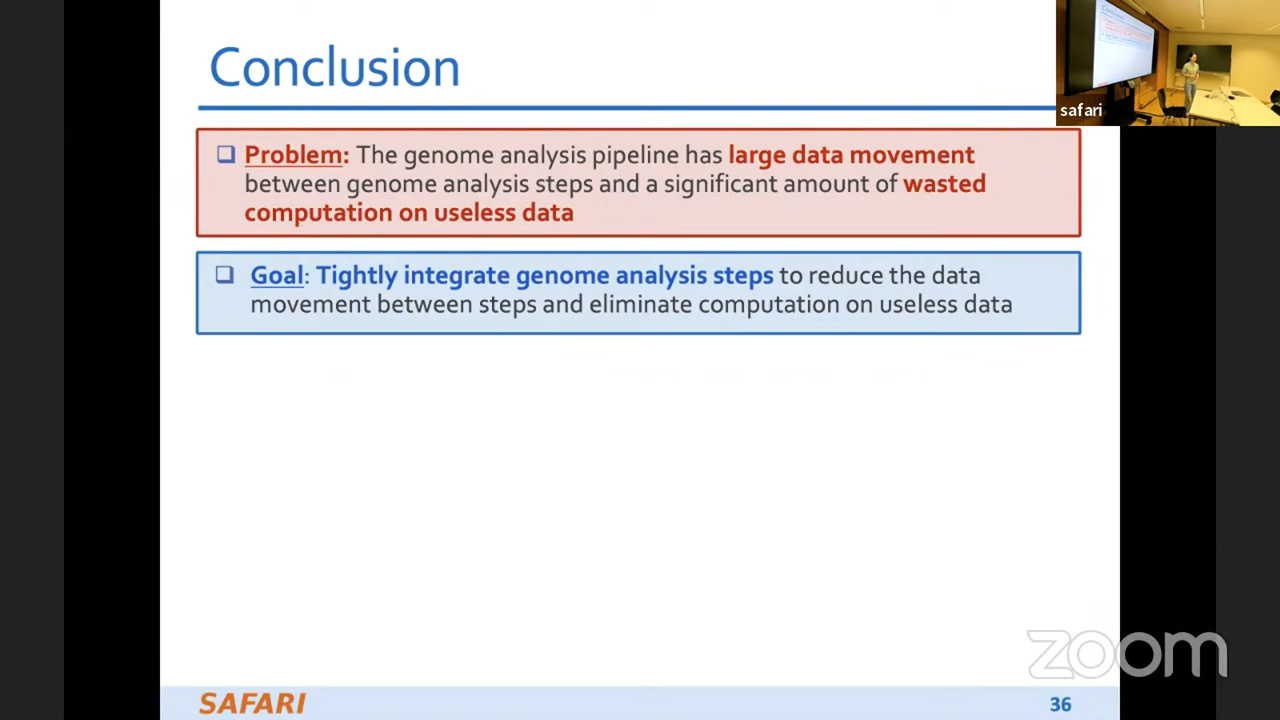 Conclusion
safari
❑ Problem: The genome analysis pipeline has large data movement
between genome analysis steps and a significant amount of wasted
computation on useless data
❑ Goal: Tightly integrate genome analysis steps to reduce the data
movement between steps and eliminate computation on useless data
zoom
SAFARI
36